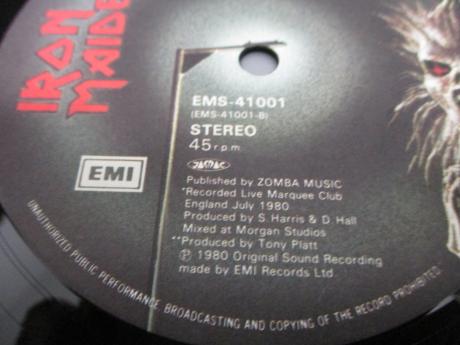 IRON
MAIDE
EMS-41001
(EMS-41001-B)
STEREO
45 r.p.m.
JASRAC
EMI
Published by ZOMBA MUSIC
*Recorded Live Marquee Club
England July 1980
Produced by S. Harris & D. Hall
Mixed at Morgan Studios
**Produced by Tony Platt
Ⓟ 1980 Original Sound Recording
made by EMI Records Ltd.
UNAUTHORIZED PUBLIC PERFORMANCE, BROADCASTING AND COPYING OF THE RECORD PROHIBITED